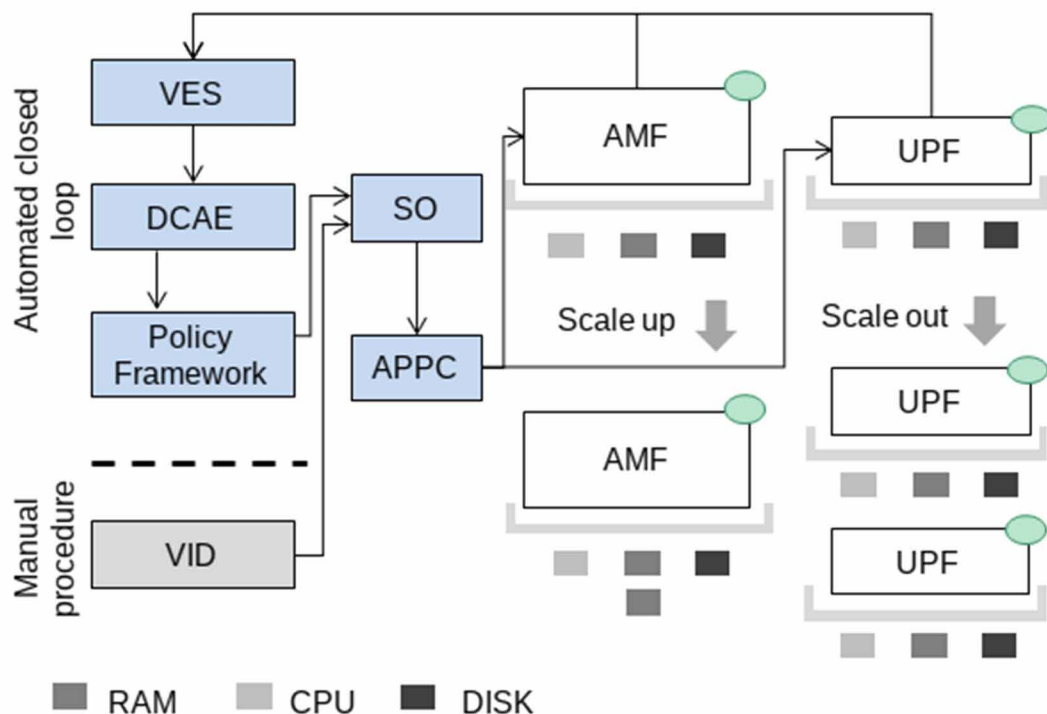 Automated closed
loop
VES
DCAE
Policy
Framework
SO
APPC
AMF
UPF
Scale up
Scale out
AMF
UPF
UPF
Manual
procedure
VID
RAM
CPU
DISK